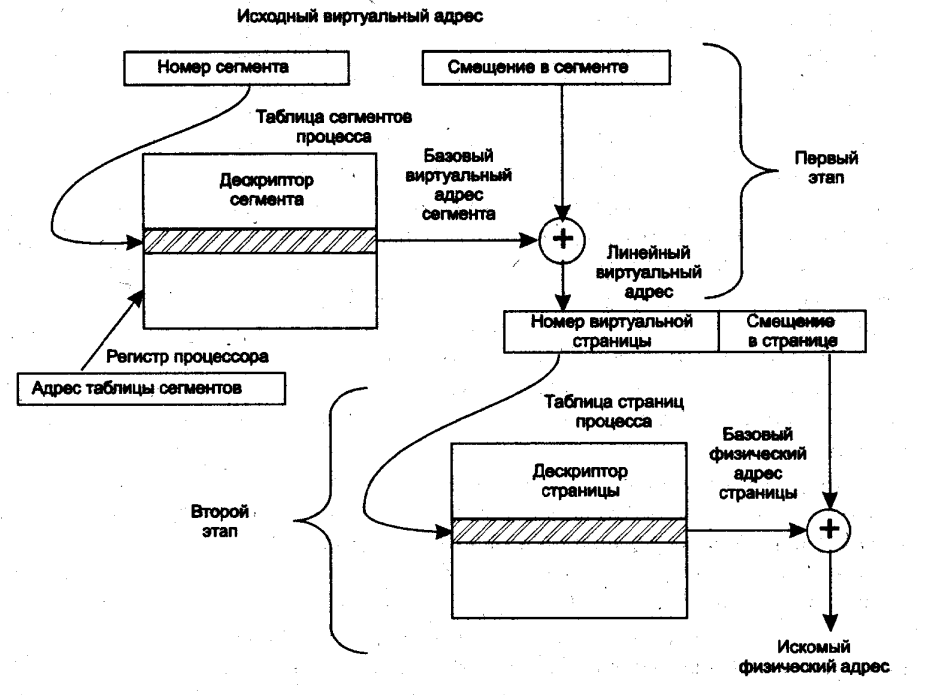 Исходный виртуальный адрес
Номер сегмента
Смещение в сегменте
Таблица сегментов
процесса
Дескриптор
сегмента
Базовый
виртуальный
адрес
сегмента
Первый
этап
+
Линейный
виртуальный
адрес
Номер виртуальной
страницы
Смещение
в странице
Регистр процессора
Адрес таблицы сегментов
Таблица страниц
процесса
Дескриптор
страницы
Базовый
физический
адрес
страницы
Второй
этап
+
Искомый
физический адрес